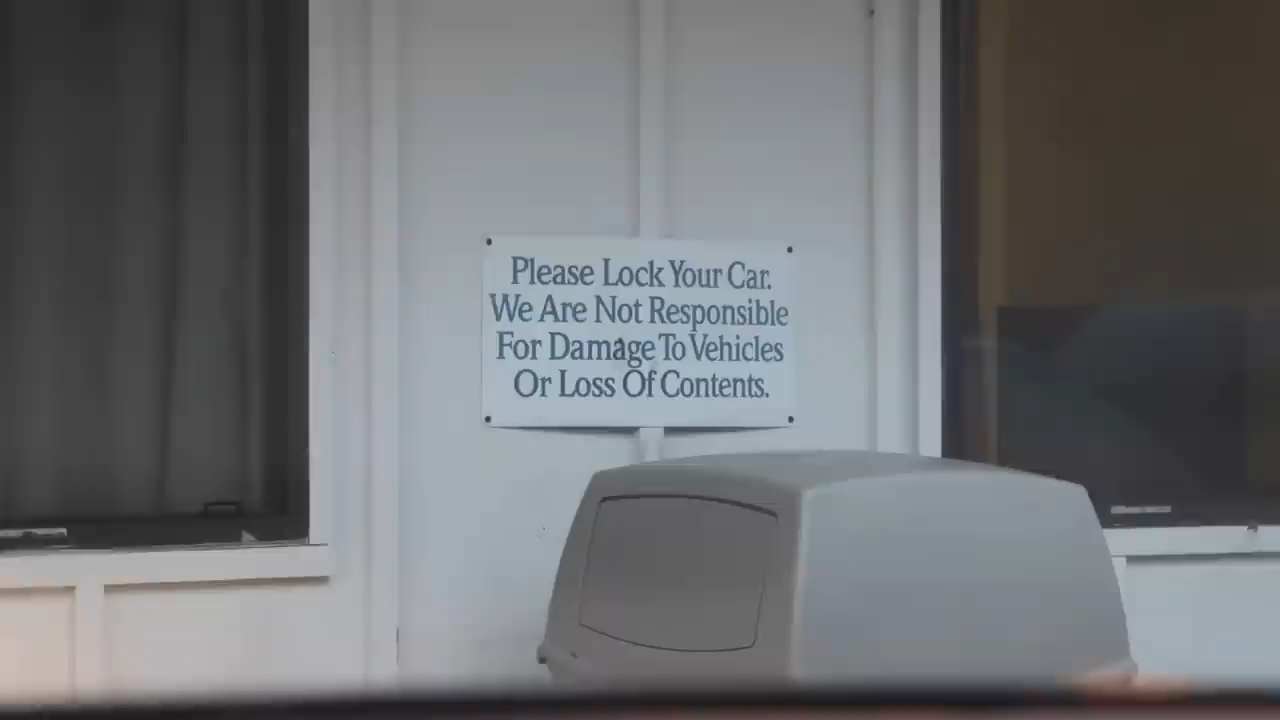 Please Lock Your Car.
We Are Not Responsible
For Damage To Vehicles
Or Loss Of Contents.